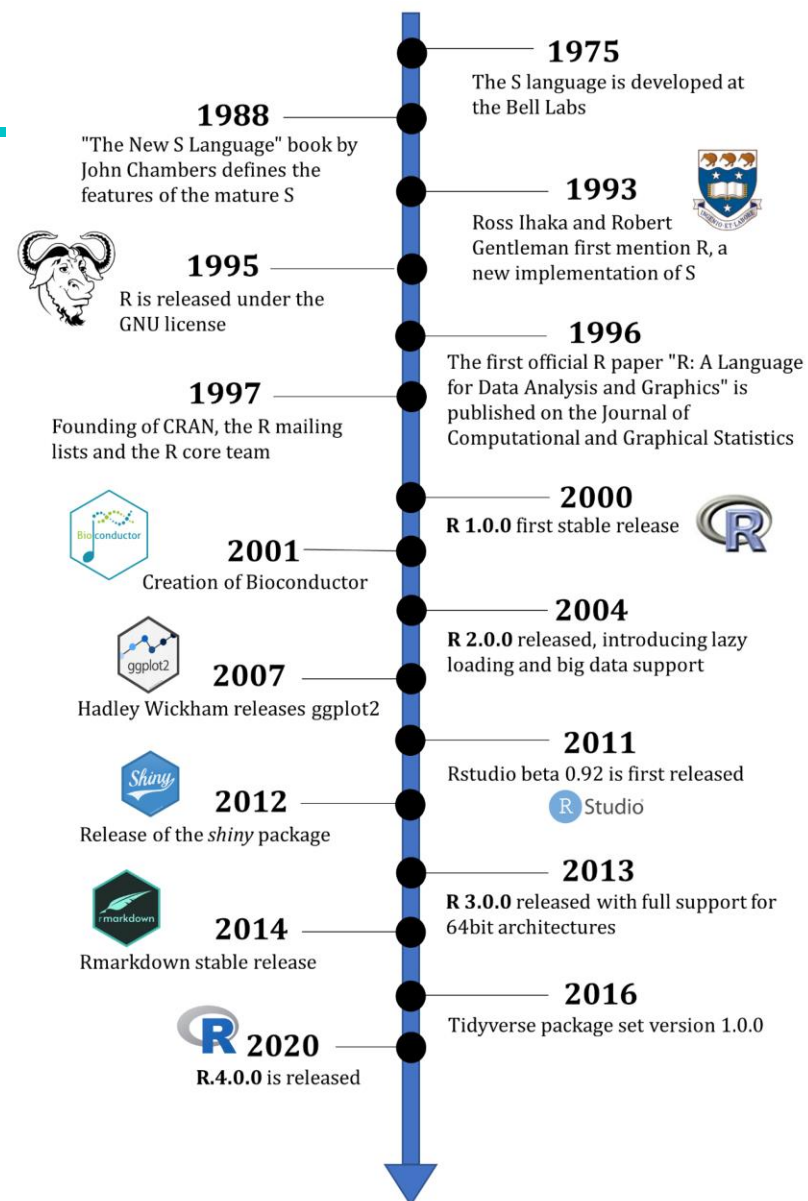 1975
The S language is developed at
the Bell Labs
1988
"The New S Language" book by
John Chambers defines the
features of the mature S
1993
INGENIO ET LABORE
Ross Ihaka and Robert
Gentleman first mention R, a
new implementation of S
1995
R is released under the
GNU license
1996
The first official R paper "R: A Language
for Data Analysis and Graphics" is
published on the Journal of
Computational and Graphical Statistics
1997
Founding of CRAN, the R mailing
lists and the R core team
2000
R 1.0.0 first stable release
R
Bioconductor
2001
Creation of Bioconductor
2004
R 2.0.0 released, introducing lazy
loading and big data support
ggplot2
2007
Hadley Wickham releases ggplot2
2011
Rstudio beta 0.92 is first released
R Studio
Shiny
2012
Release of the shiny package
2013
R 3.0.0 released with full support for
64bit architectures
rmarkdown
2014
Rmarkdown stable release
2016
Tidyverse package set version 1.0.0
R
2020
R.4.0.0 is released